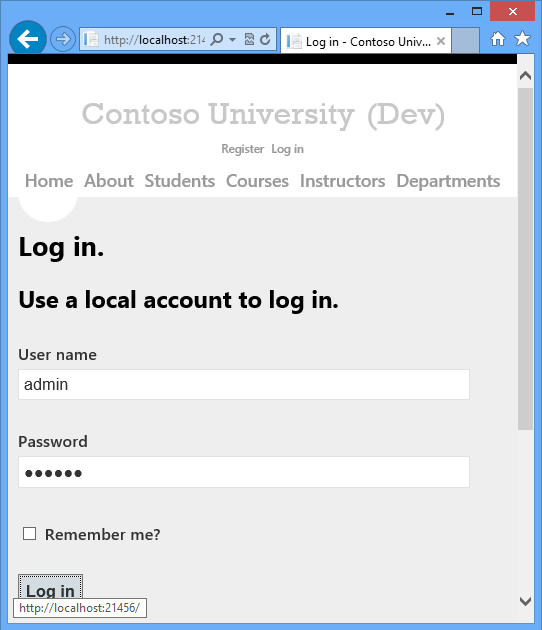 http://localhost:214
Log in - Contoso Univ...
Contoso University (Dev)
Register Log in
Home About Students Courses Instructors Departments
Log in.
Use a local account to log in.
User name
admin
Password
••••••
Remember me?
Log in
http://localhost:21456/